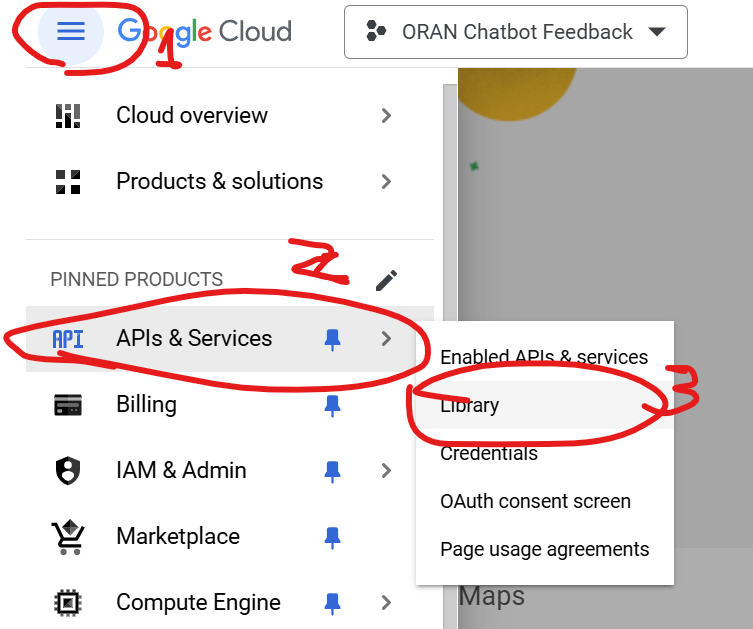 Google Cloud
ORAN Chatbot Feedback
1
Cloud overview
Products & solutions
2
PINNED PRODUCTS
API APIs & Services
Enabled APIs & services
3
Library
Billing
Credentials
IAM & Admin
OAuth consent screen
Marketplace
Page usage agreements
Compute Engine
Maps